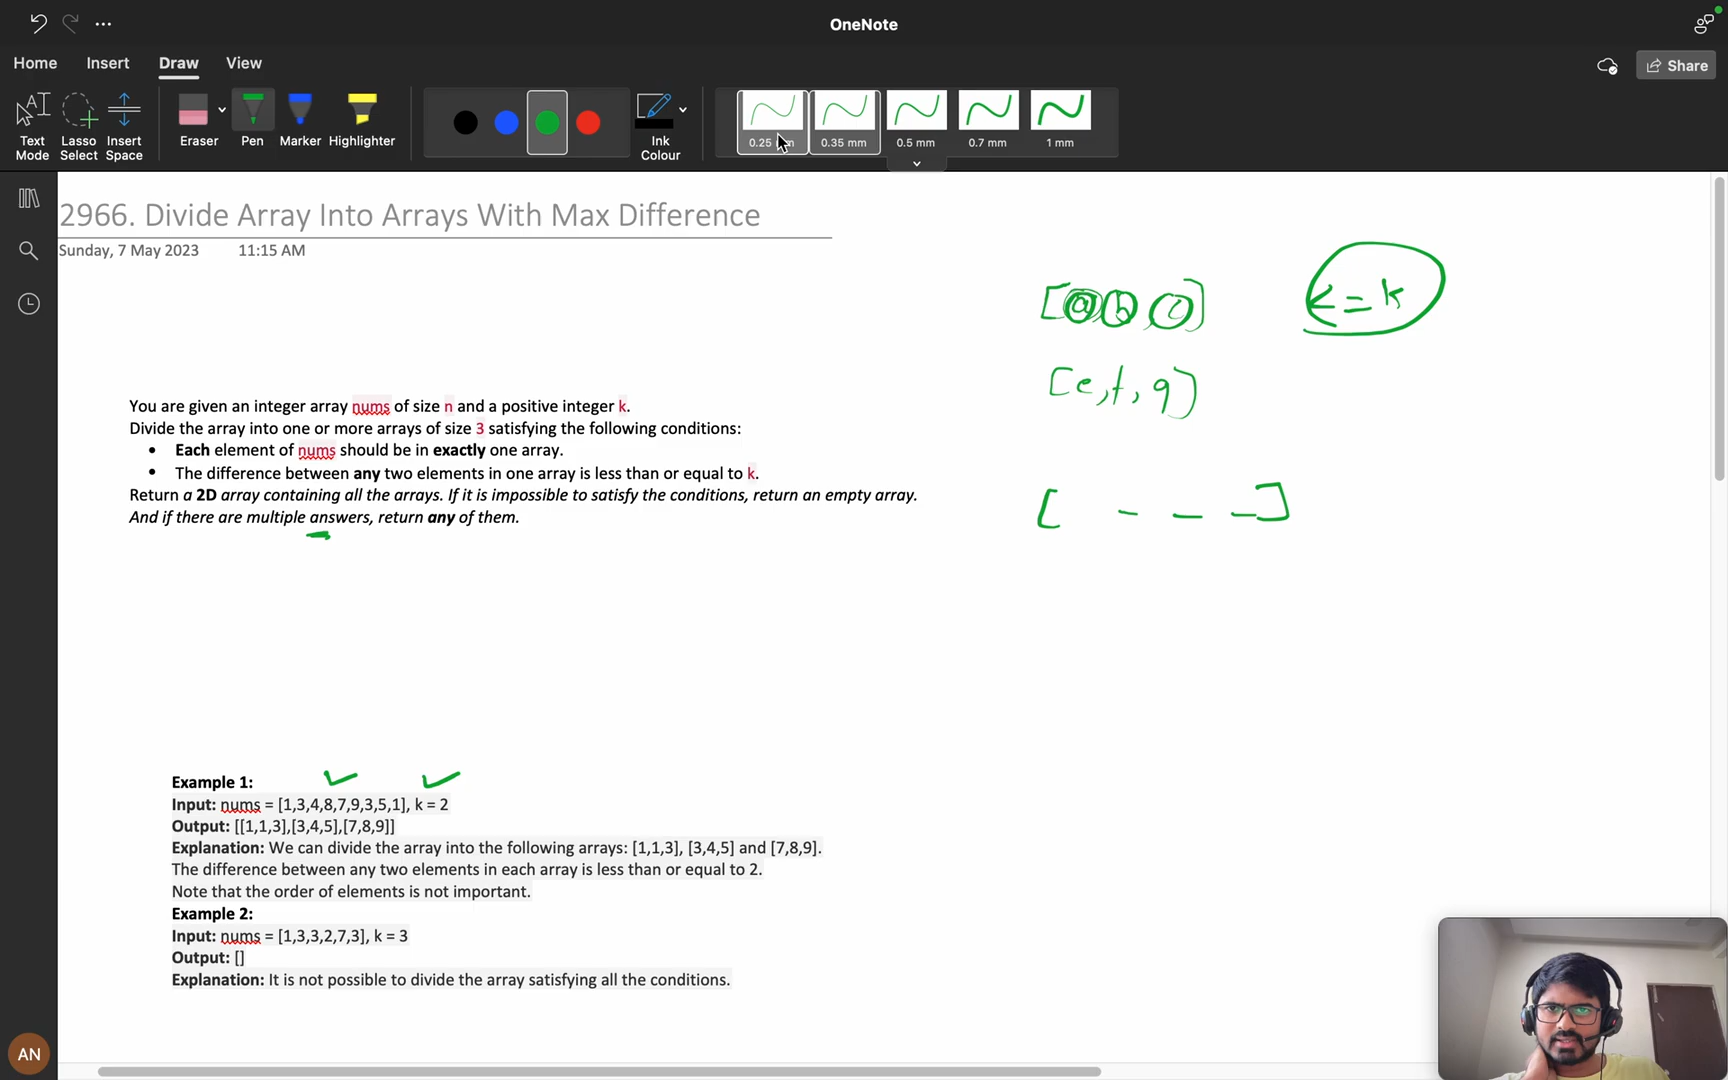 OneNote
Home Insert Draw View
Share
Text Mode
Lasso Select
Insert Space
Eraser
Pen
Marker
Highlighter
Ink Colour
0.25 mm
0.35 mm
0.5 mm
0.7 mm
1 mm
2966. Divide Array Into Arrays With Max Difference
Sunday, 7 May 2023 11:15 AM
[a b, c]
<= k
[e, f, g]
[ _ _ _ ]
You are given an integer array nums of size n and a positive integer k.
Divide the array into one or more arrays of size 3 satisfying the following conditions:
• Each element of nums should be in exactly one array.
• The difference between any two elements in one array is less than or equal to k.
Return a 2D array containing all the arrays. If it is impossible to satisfy the conditions, return an empty array.
And if there are multiple answers, return any of them.
Example 1:
Input: nums = [1,3,4,8,7,9,3,5,1], k = 2
Output: [[1,1,3],[3,4,5],[7,8,9]]
Explanation: We can divide the array into the following arrays: [1,1,3], [3,4,5] and [7,8,9].
The difference between any two elements in each array is less than or equal to 2.
Note that the order of elements is not important.
Example 2:
Input: nums = [1,3,3,2,7,3], k = 3
Output: []
Explanation: It is not possible to divide the array satisfying all the conditions.
AN